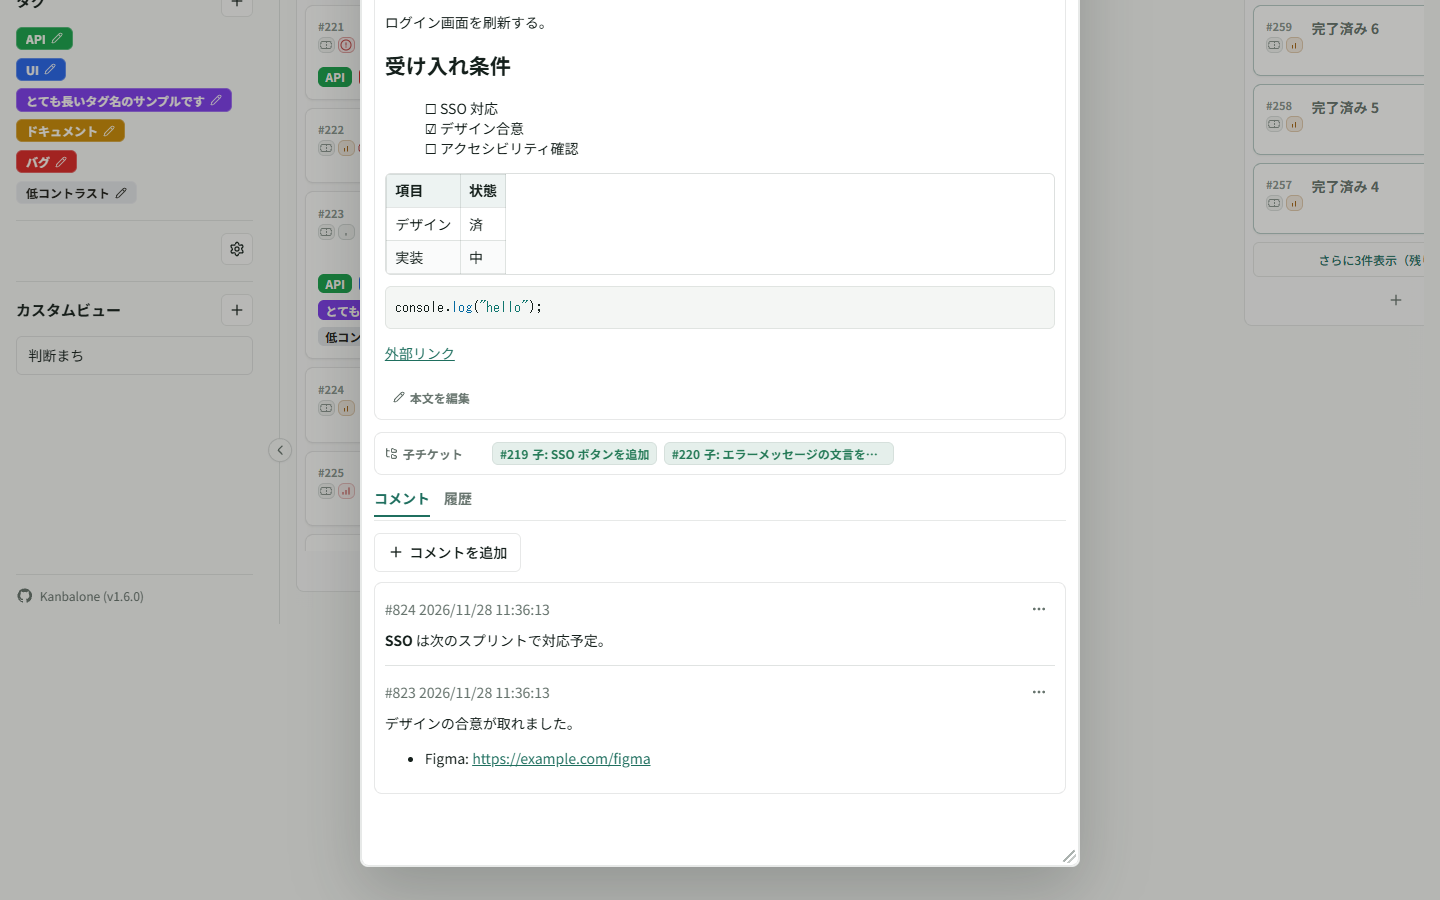 タグ
API
UI
とても長いタグ名のサンプルです
ドキュメント
バグ
低コントラスト
カスタムビュー
判断まち
Kanbalone (v1.6.0)
#221
API
#222
#223
API
とても
低コン
#224
#225
ログイン画面を刷新する。
受け入れ条件
☐ SSO 対応
☑ デザイン合意
☐ アクセシビリティ確認
項目 状態
デザイン 済
実装 中
console.log("hello");
外部リンク
本文を編集
子チケット #219 子: SSO ボタンを追加 #220 子: エラーメッセージの文言を…
コメント 履歴
コメントを追加
#824 2026/11/28 11:36:13
SSO は次のスプリントで対応予定。
#823 2026/11/28 11:36:13
デザインの合意が取れました。
• Figma: https://example.com/figma
#259 完了済み 6
#258 完了済み 5
#257 完了済み 4
さらに3件表示（残